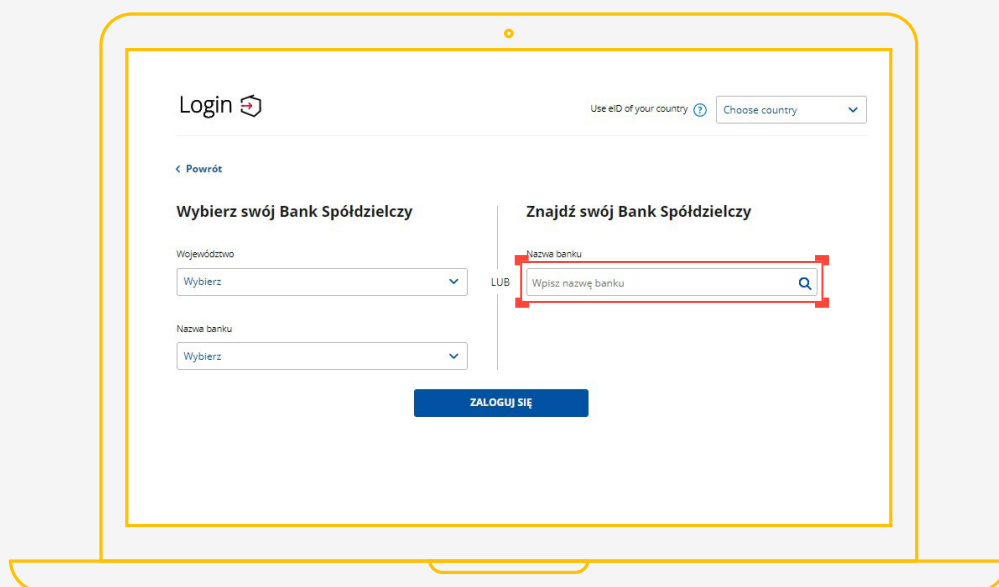 Login
Use eID of your country ?
Choose country
Powrót
Wybierz swój Bank Spółdzielczy
Województwo
Wybierz
Nazwa banku
Wybierz
LUB
Znajdź swój Bank Spółdzielczy
Nazwa banku
Wpisz nazwę banku
ZALOGUJ SIĘ